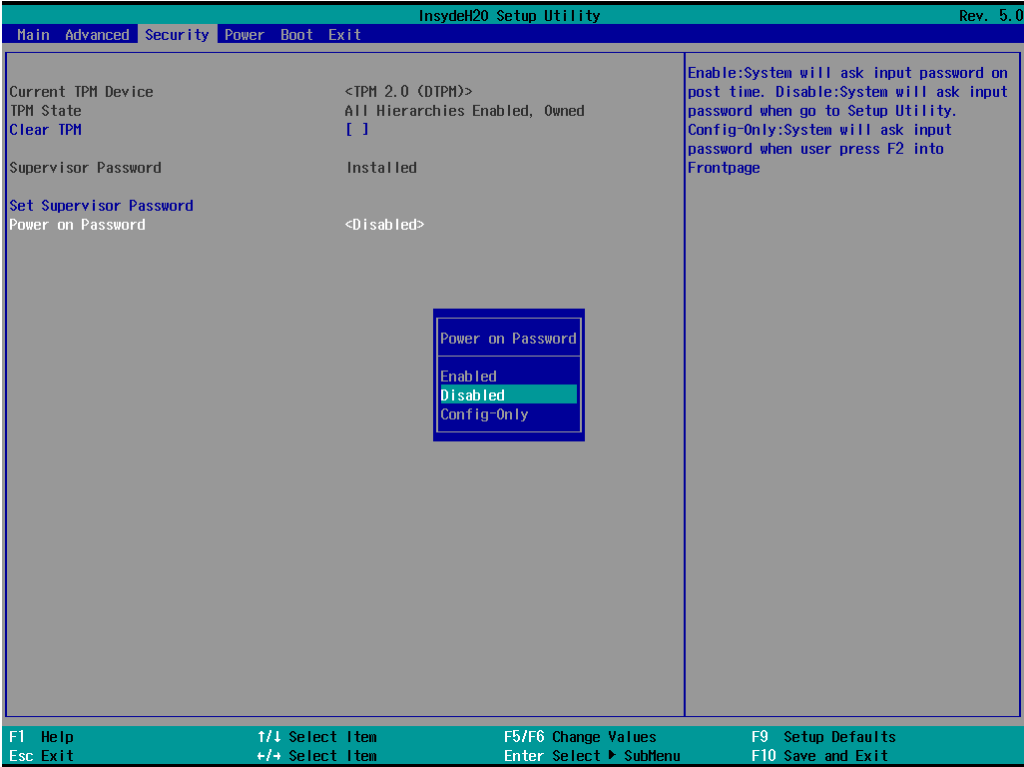 InsydeH20 Setup Utility Rev. 5.0
Main Advanced Security Power Boot Exit
Current TPM Device <TPM 2.0 (DTPM)>
TPM State All Hierarchies Enabled, Owned
Clear TPM [ ]
Supervisor Password Installed
Set Supervisor Password
Power on Password <Disabled>
Enable:System will ask input password on
post time. Disable:System will ask input
password when go to Setup Utility.
Config-Only:System will ask input
password when user press F2 into
Frontpage
Power on Password
Enabled
Disabled
Config-Only
F1 Help ↑/↓ Select Item F5/F6 Change Values F9 Setup Defaults
Esc Exit ←/→ Select Item Enter Select ▶ SubMenu F10 Save and Exit